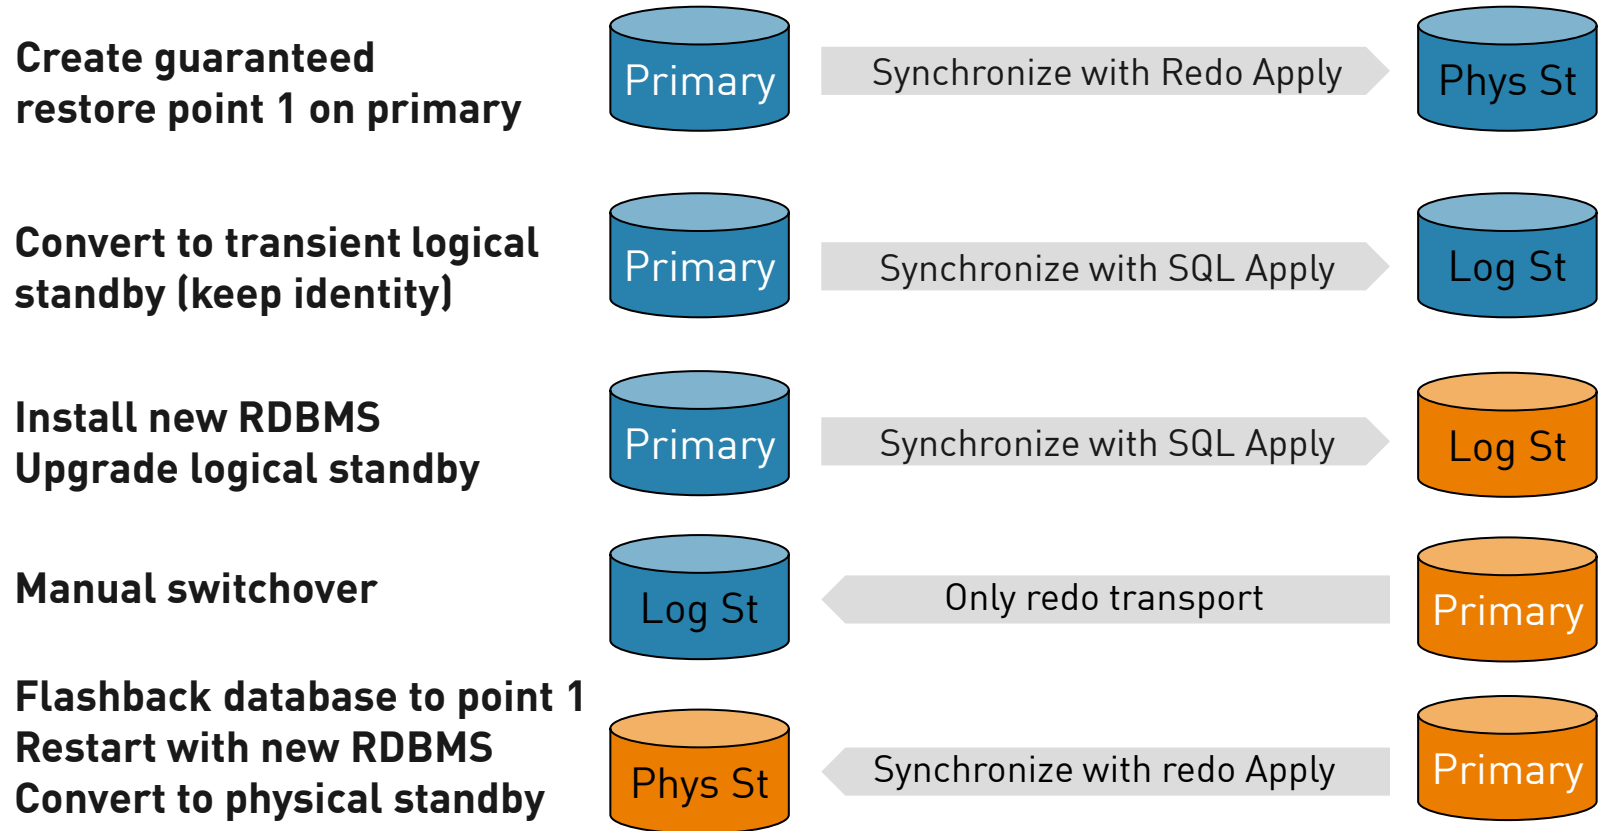 Create guaranteed
restore point 1 on primary
Primary
Synchronize with Redo Apply
Phys St
Convert to transient logical
standby (keep identity)
Primary
Synchronize with SQL Apply
Log St
Install new RDBMS
Upgrade logical standby
Primary
Synchronize with SQL Apply
Log St
Manual switchover
Log St
Only redo transport
Primary
Flashback database to point 1
Restart with new RDBMS
Convert to physical standby
Phys St
Synchronize with redo Apply
Primary